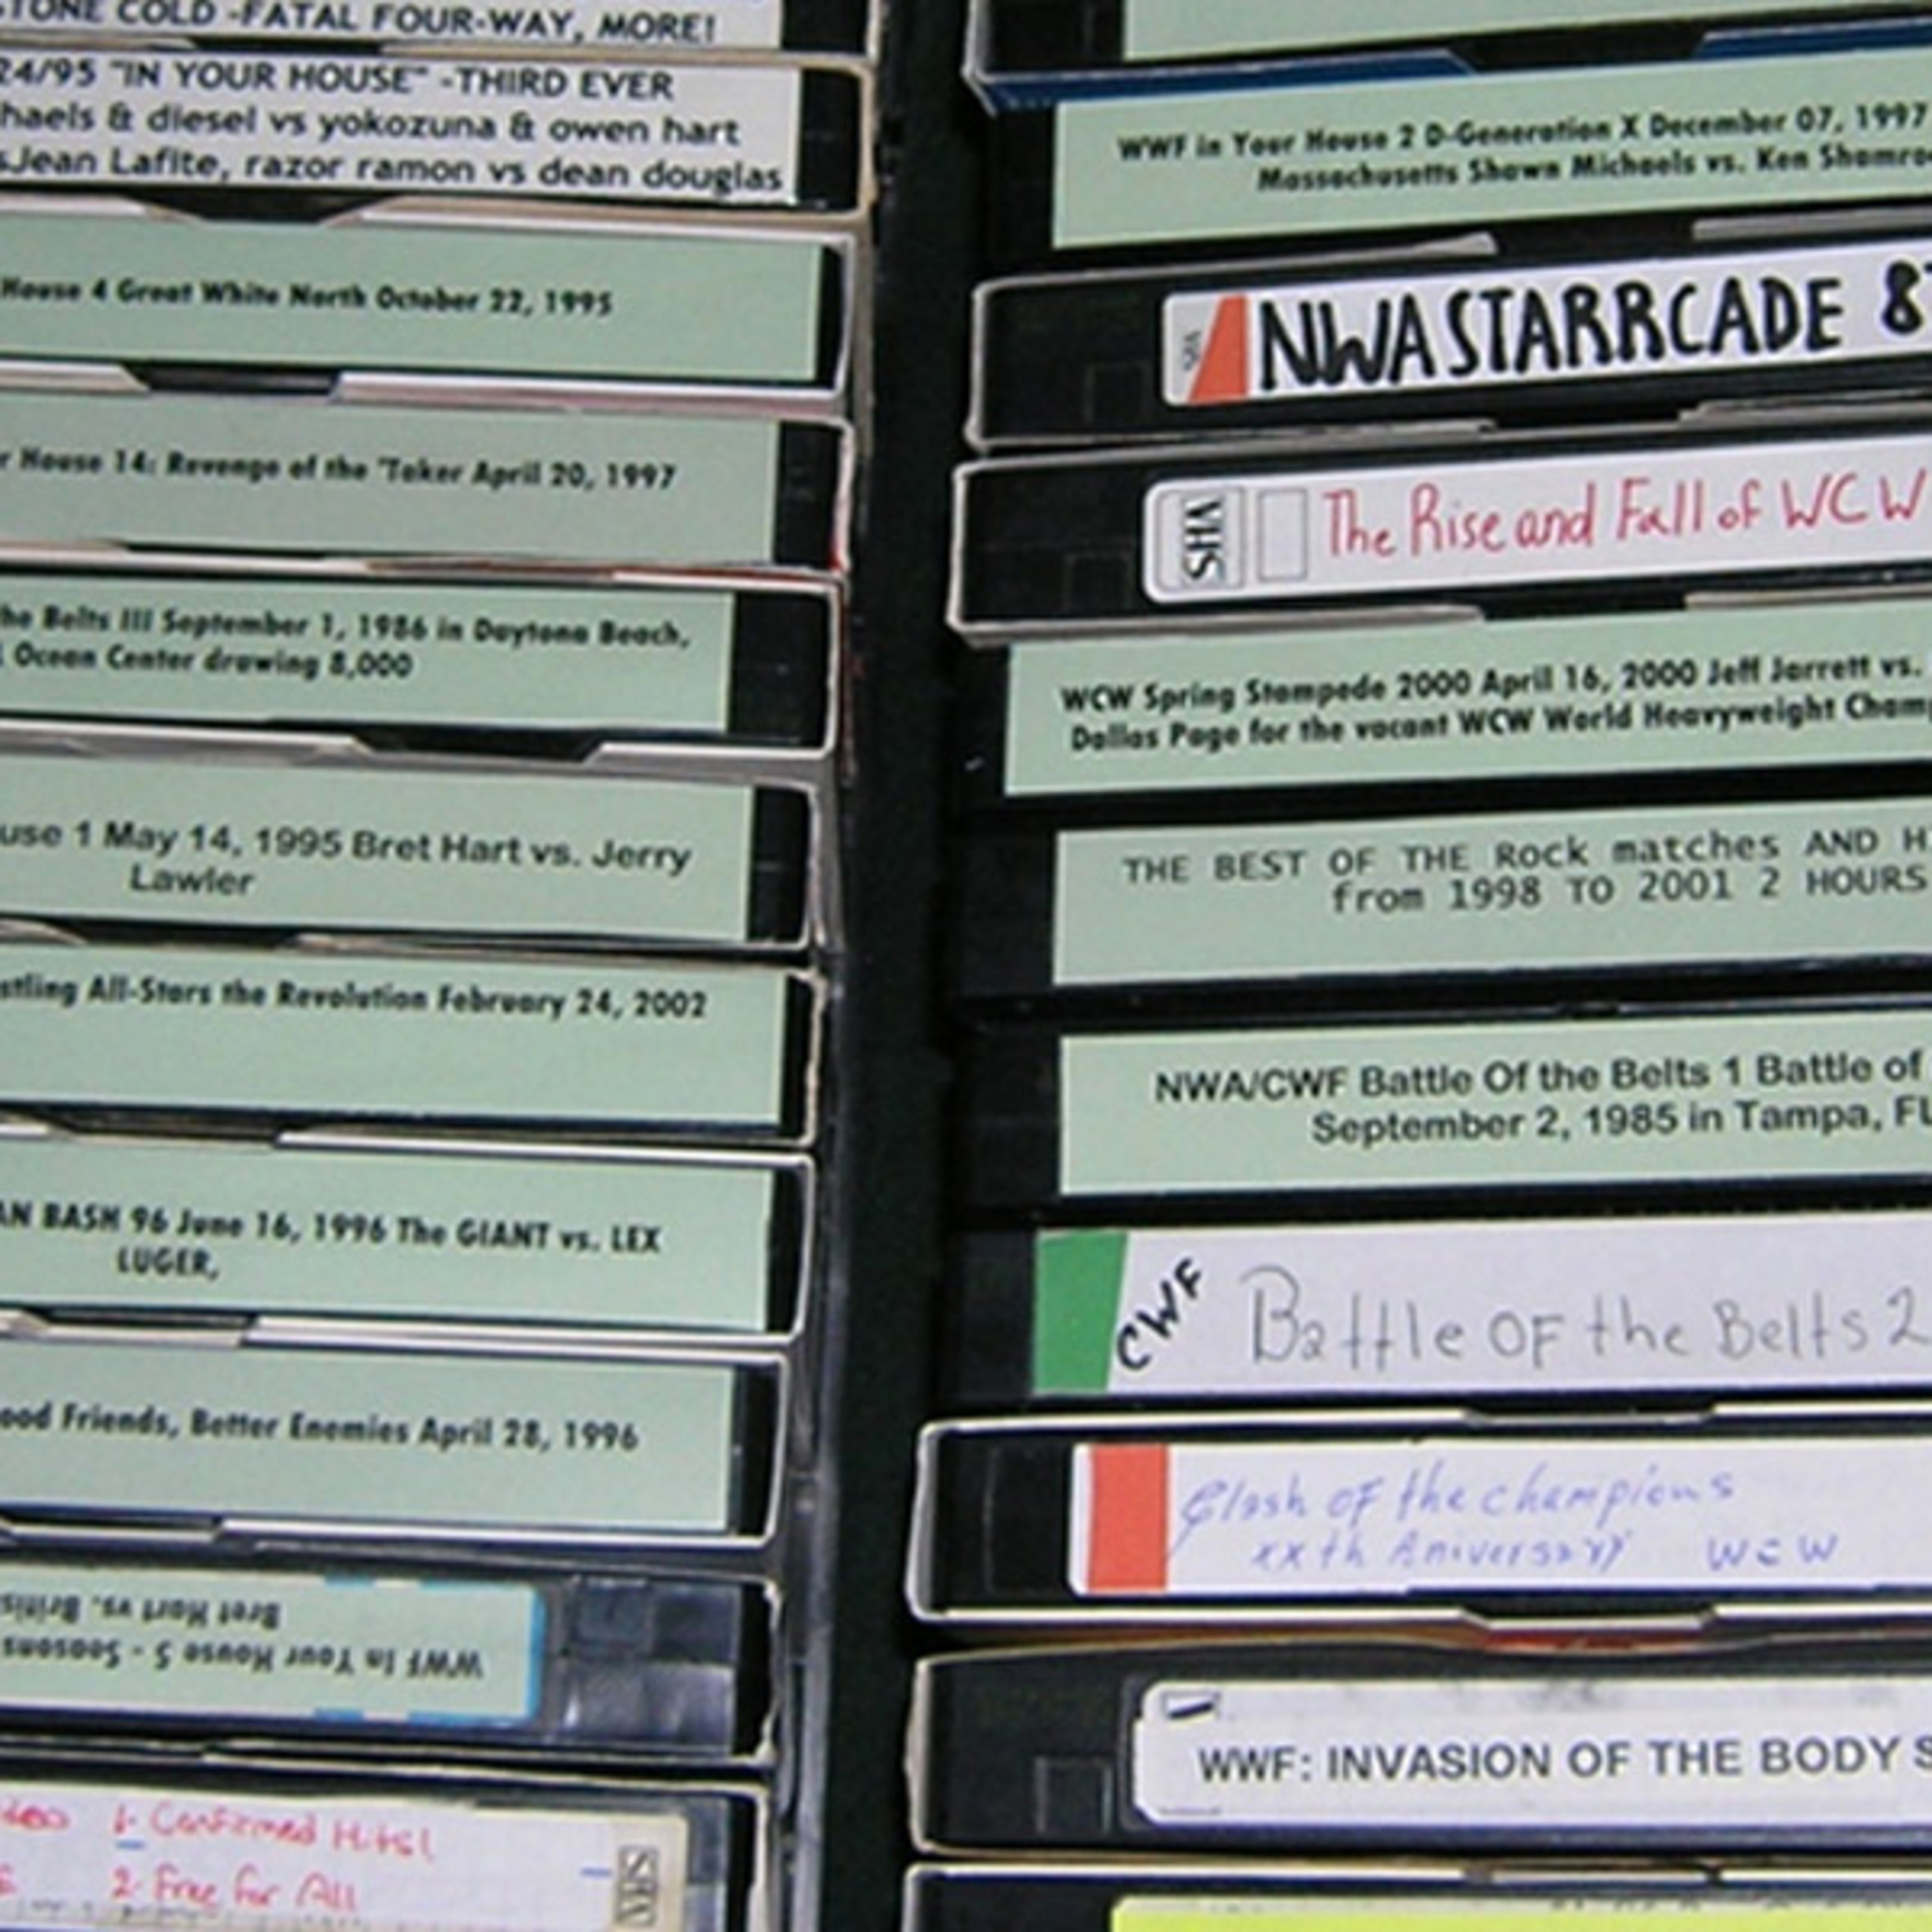 STONE COLD -FATAL FOUR-WAY, MORE!
24/95 "IN YOUR HOUSE" -THIRD EVER
haels & diesel vs yokozuna & owen hart
sJean Lafite, razor ramon vs dean douglas
House 4 Great White North October 22, 1995
r House 14: Revenge of the 'Taker April 20, 1997
he Belts III September 1, 1986 in Daytona Beach,
Ocean Center drawing 8,000
use 1 May 14, 1995 Bret Hart vs. Jerry
Lawler
stling All-Stars the Revolution February 24, 2002
AN BASH 96 June 16, 1996 The GIANT vs. LEX
LUGER,
ood Friends, Better Enemies April 28, 1996
WWF In Your House 5 - Seasons
Bret Hart vs. Britis
1- Confirmed Hits!
2- Free for All
VHS
WWF in Your House 2 D-Generation X December 07, 1997
Massachusetts Shawn Michaels vs. Ken Shamro
VHS
NWA STARRCADE 87
VHS
The Rise and Fall of WCW
WCW Spring Stampede 2000 April 16, 2000 Jeff Jarrett vs.
Dallas Page for the vacant WCW World Heavyweight Cham
THE BEST OF THE Rock matches AND H
from 1998 TO 2001 2 HOURS
NWA/CWF Battle Of the Belts 1 Battle of
September 2, 1985 in Tampa, FL
CWF
Battle OF the Belts 2
Clash OF the champions
xxth Aniversary WCW
WWF: INVASION OF THE BODY S